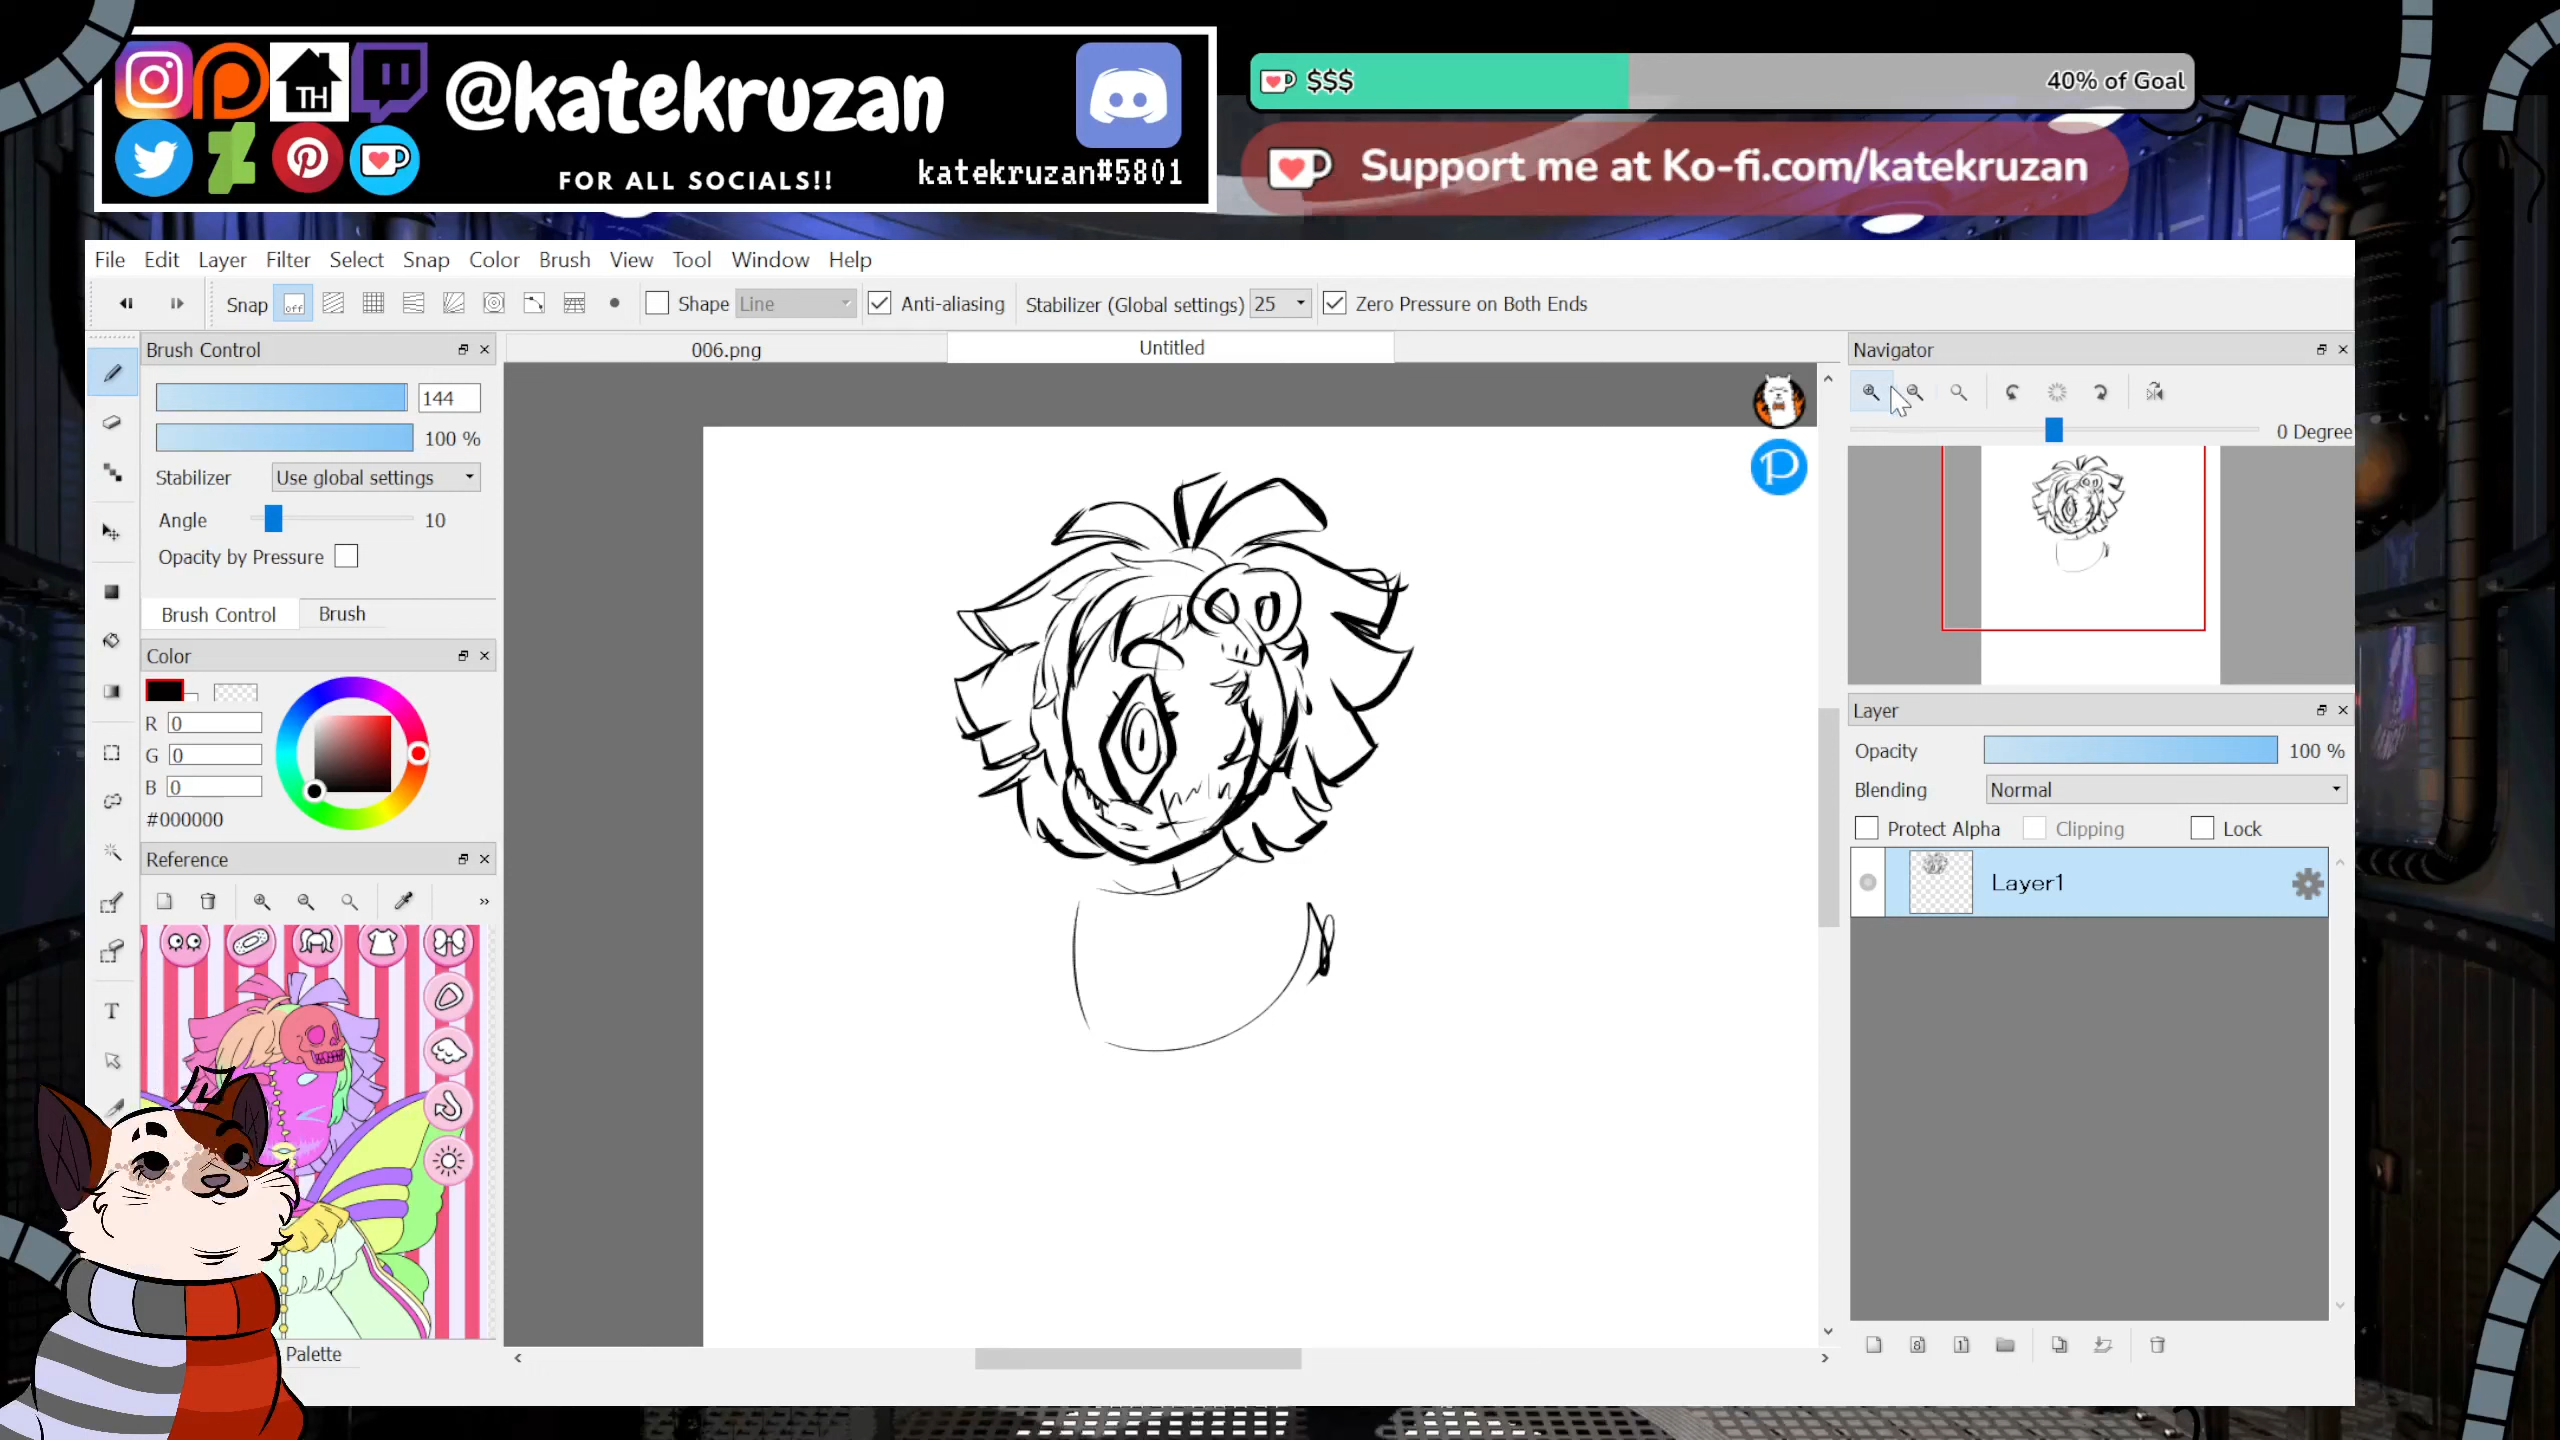 TH
@katekruzan
FOR ALL SOCIALS!!
katekruzan#5801
$$$
40% of Goal
Support me at Ko-fi.com/katekruzan
File Edit Layer Filter Select Snap Color Brush View Tool Window Help
Snap off Shape Line Anti-aliasing Stabilizer (Global settings) 25 Zero Pressure on Both Ends
Brush Control
144
100 %
Stabilizer Use global settings
Angle 10
Opacity by Pressure
Brush Control Brush
Color
R 0
G 0
B 0
#000000
Reference
»
T
Palette
006.png
Untitled
P
Navigator
0 Degree
Layer
Opacity 100 %
Blending Normal
Protect Alpha Clipping Lock
Layer1
8
1